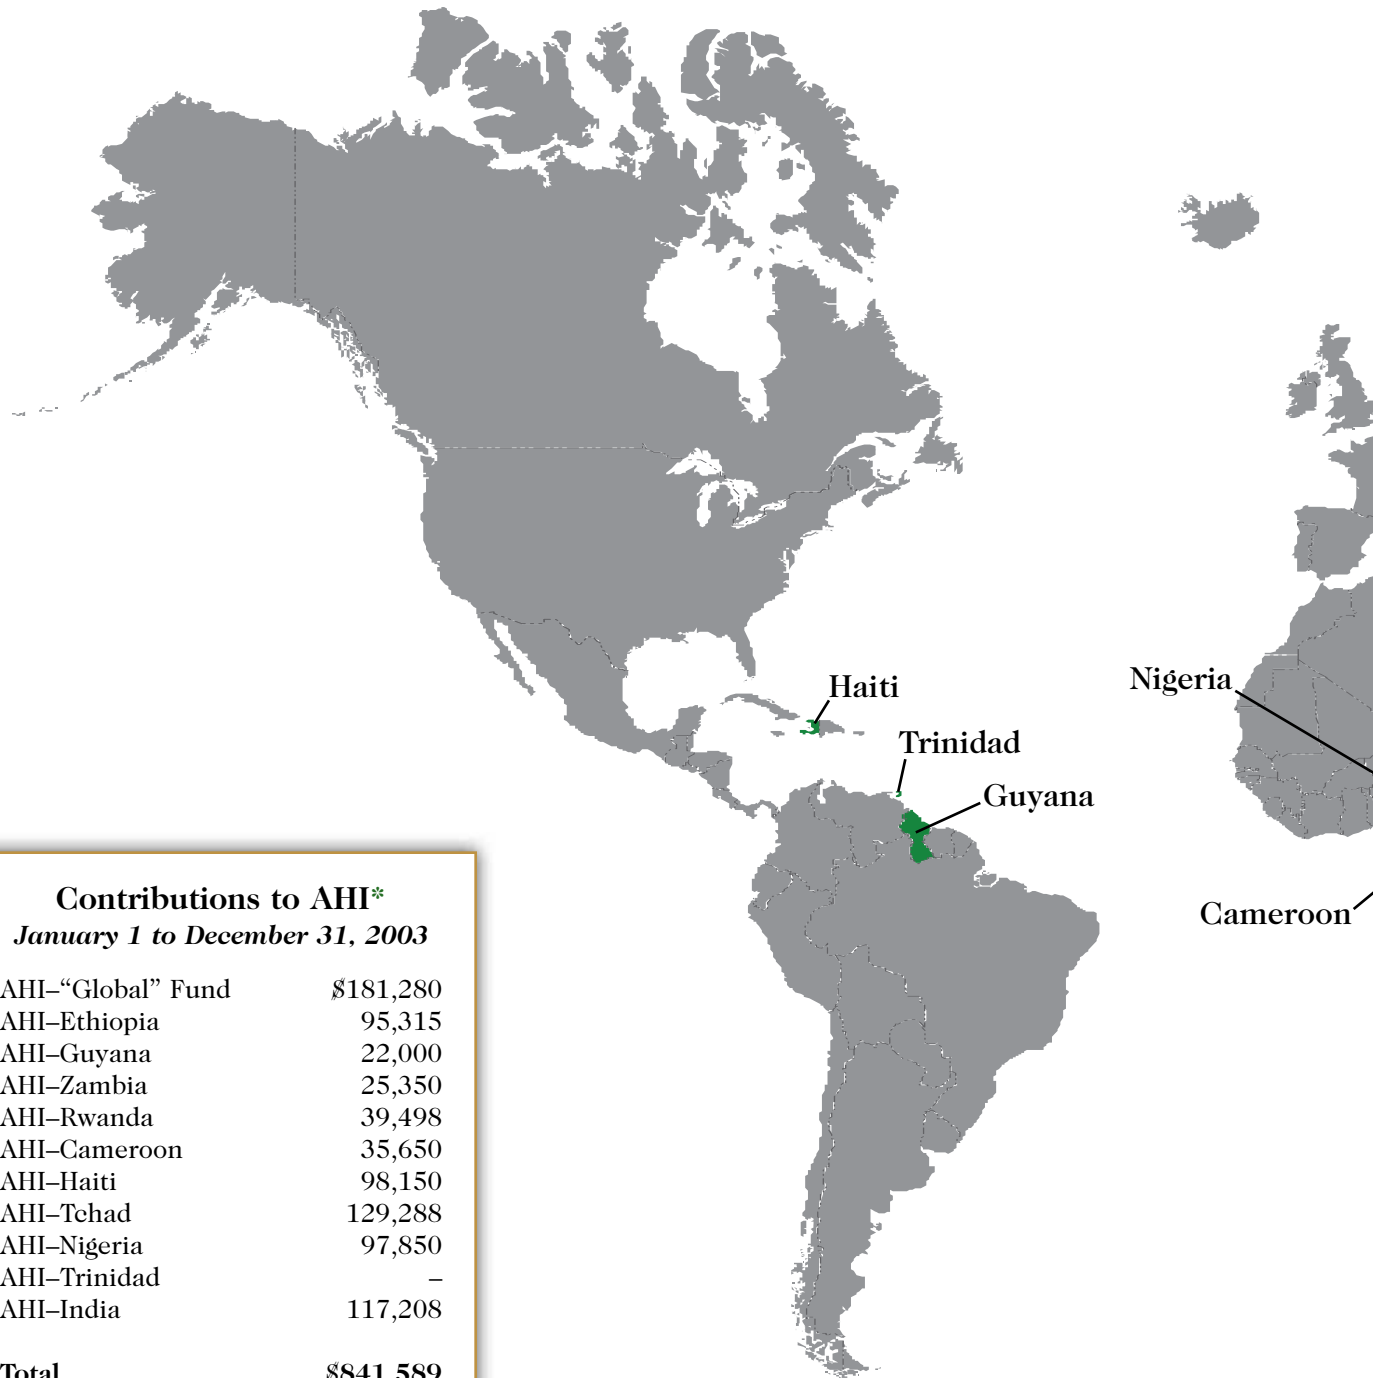 Haiti
Nigeria
Trinidad
Guyana
Cameroon
Contributions to AHI*
January 1 to December 31, 2003
AHI–“Global” Fund $181,280
AHI–Ethiopia 95,315
AHI–Guyana 22,000
AHI–Zambia 25,350
AHI–Rwanda 39,498
AHI–Cameroon 35,650
AHI–Haiti 98,150
AHI–Tchad 129,288
AHI–Nigeria 97,850
AHI–Trinidad –
AHI–India 117,208
Total $841,589